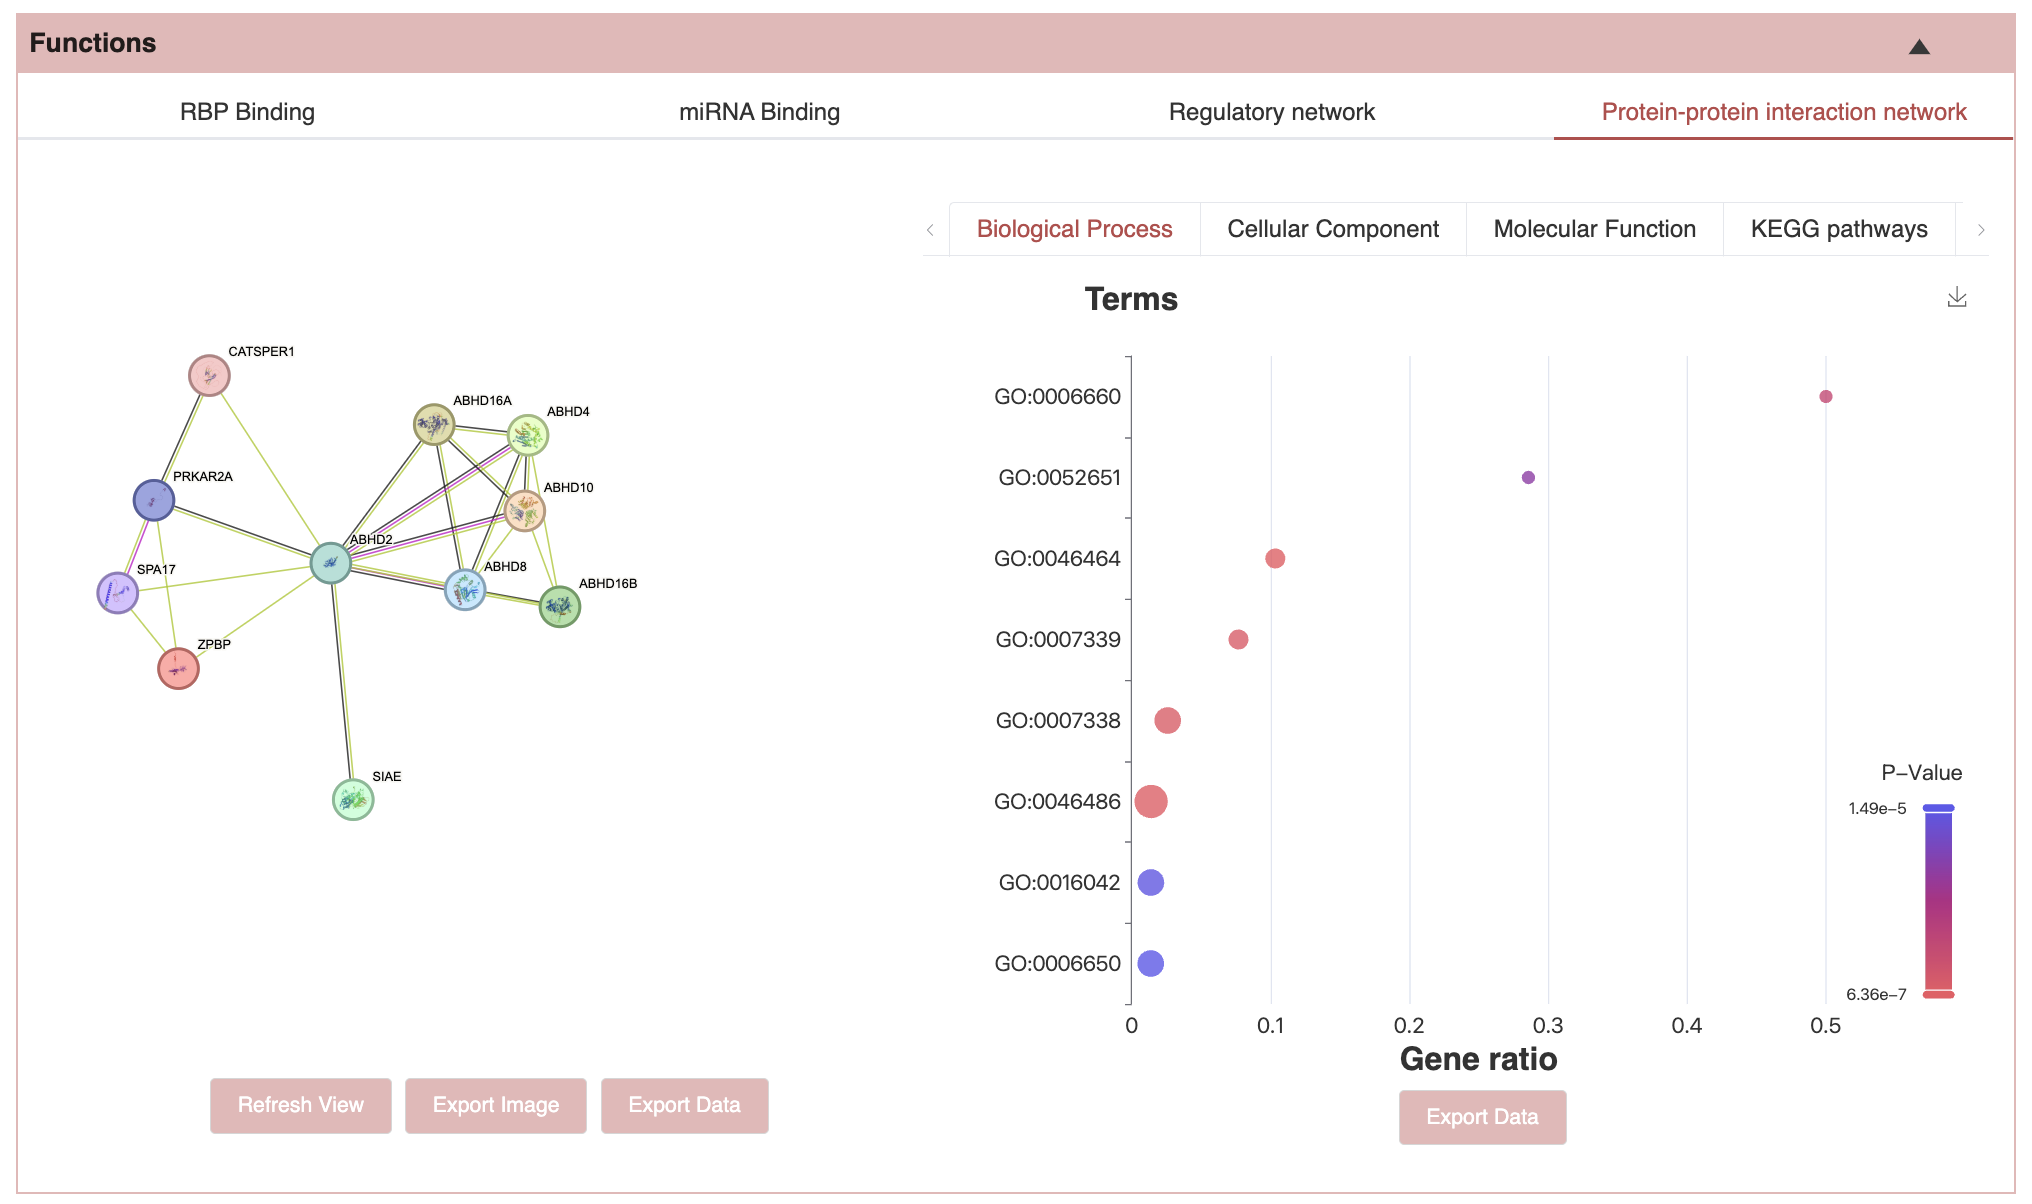 Functions
RBP Binding
miRNA Binding
Regulatory network
Protein-protein interaction network
Biological Process
Cellular Component
Molecular Function
KEGG pathways
CATSPER1
ABHD16A
ABHD4
PRKAR2A
ABHD10
ABHD2
ABHD8
SPA17
ABHD16B
ZPBP
SIAE
Refresh View
Export Image
Export Data
Terms
GO:0006660
GO:0052651
GO:0046464
GO:0007339
GO:0007338
GO:0046486
GO:0016042
GO:0006650
0
0.1
0.2
0.3
0.4
0.5
Gene ratio
P-Value
1.49e-5
6.36e-7
Export Data